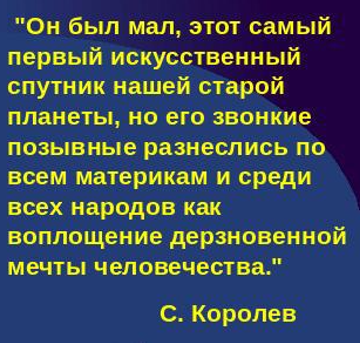 "Он был мал, этот самый
первый искусственный
спутник нашей старой
планеты, но его звонкие
позывные разнеслись по
всем материкам и среди
всех народов как
воплощение дерзновенной
мечты человечества."
С. Королев